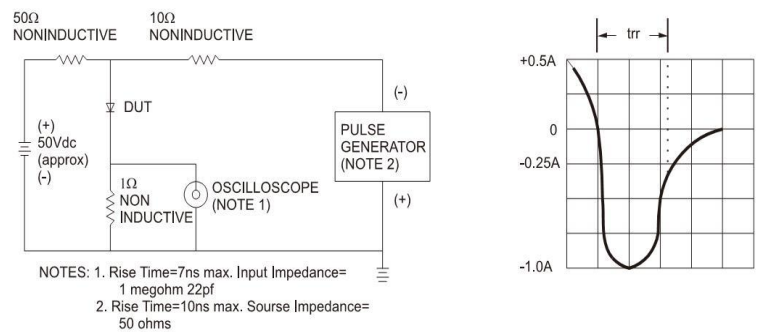 50Ω
NONINDUCTIVE
10Ω
NONINDUCTIVE
DUT
(+)
50Vdc
(approx)
(-)
1Ω
NON
INDUCTIVE
OSCILLOSCOPE
(NOTE 1)
(-)
PULSE
GENERATOR
(NOTE 2)
(+)
NOTES: 1. Rise Time=7ns max. Input Impedance=
1 megohm 22pf
2. Rise Time=10ns max. Sourse Impedance=
50 ohms
trr
+0.5A
0
-0.25A
-1.0A